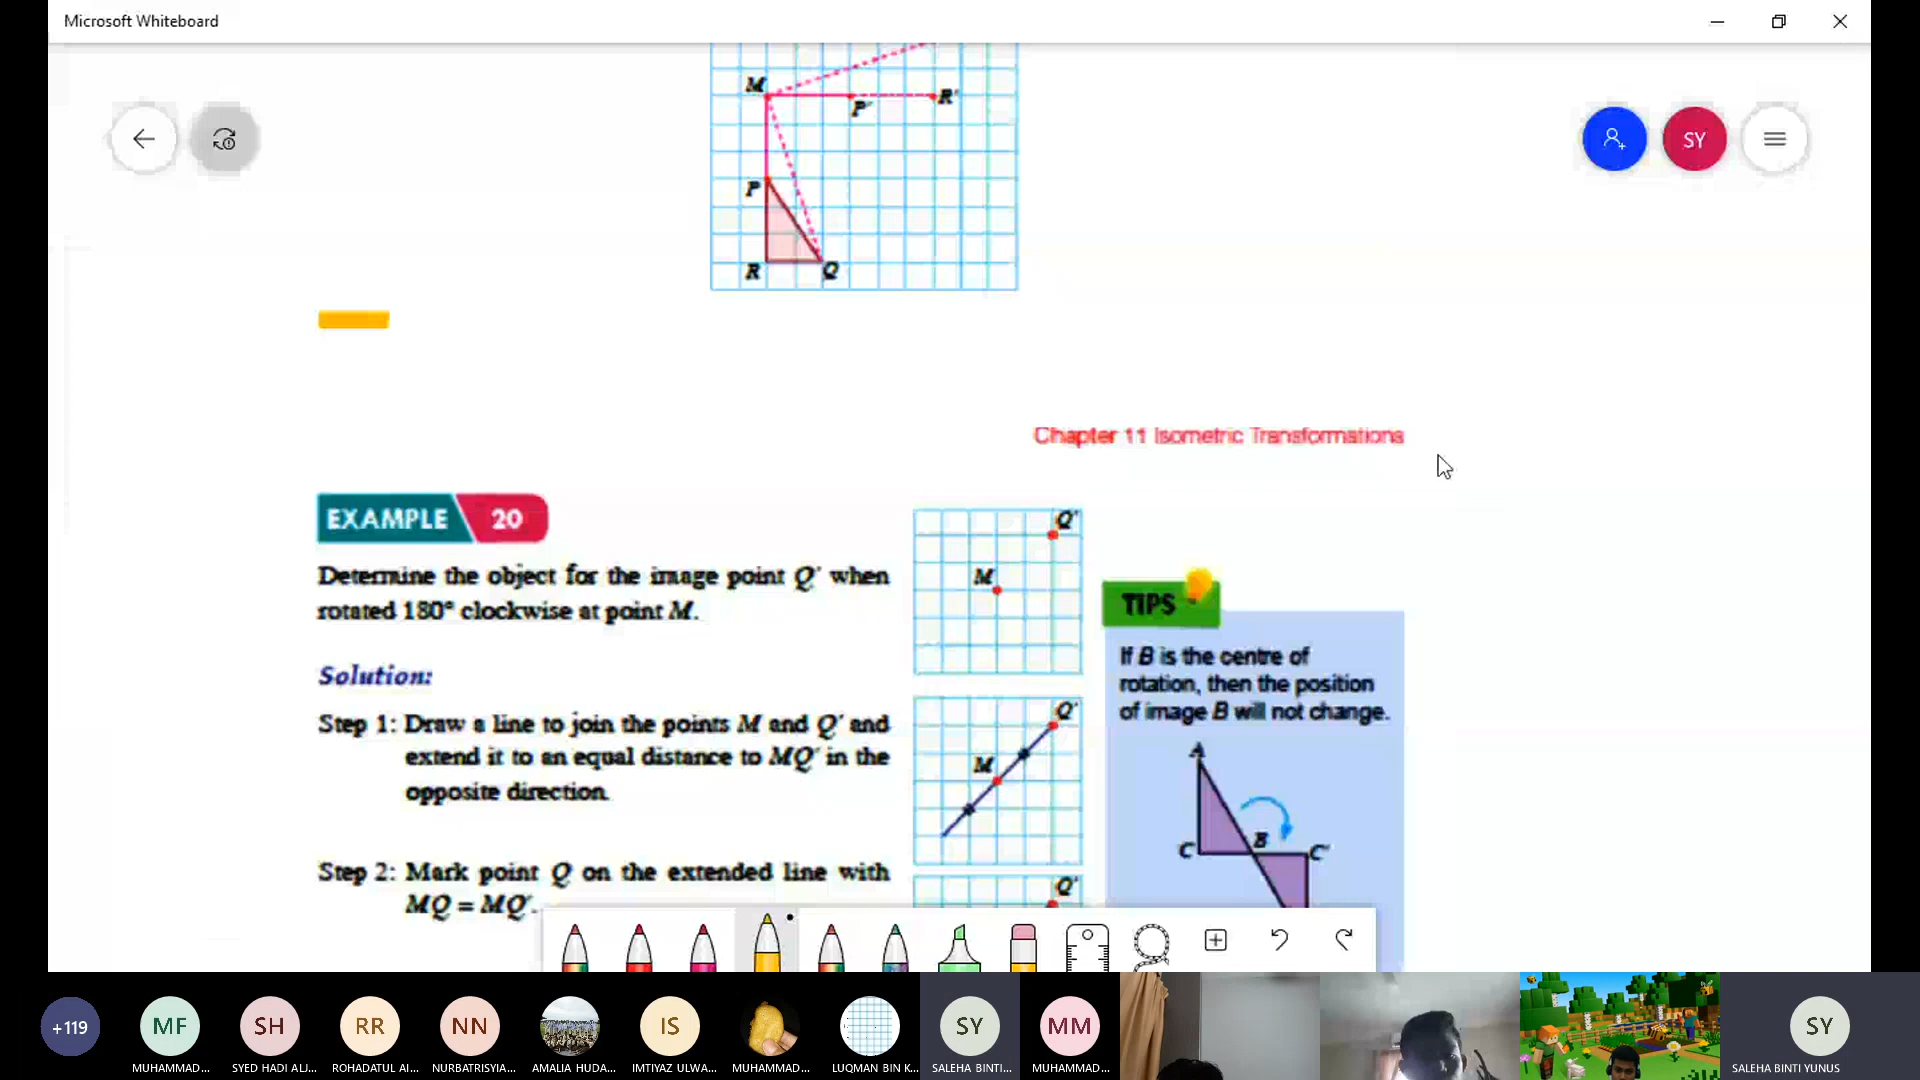 Microsoft Whiteboard
M
P'
R'
P
R
Q
SY
Chapter 11 Isometric Transformations
EXAMPLE 20
Determine the object for the image point Q' when
rotated 180° clockwise at point M.
Solution:
Step 1: Draw a line to join the points M and Q' and
extend it to an equal distance to MQ' in the
opposite direction.
Step 2: Mark point Q on the extended line with
MQ = MQ'.
Q'
M
Q'
M
Q'
TIPS
If B is the centre of
rotation, then the position
of image B will not change.
A
B
C
C'
+119
MF
SH
RR
NN
IS
SY
MM
SY
MUHAMMAD...
SYED HADI ALI...
ROHADATUL AI...
NURBATRISYIA...
AMALIA HUDA...
IMTIYAZ ULWA...
MUHAMMAD...
LUQMAN BIN K...
SALEHA BINTI...
MUHAMMAD...
SALEHA BINTI YUNUS